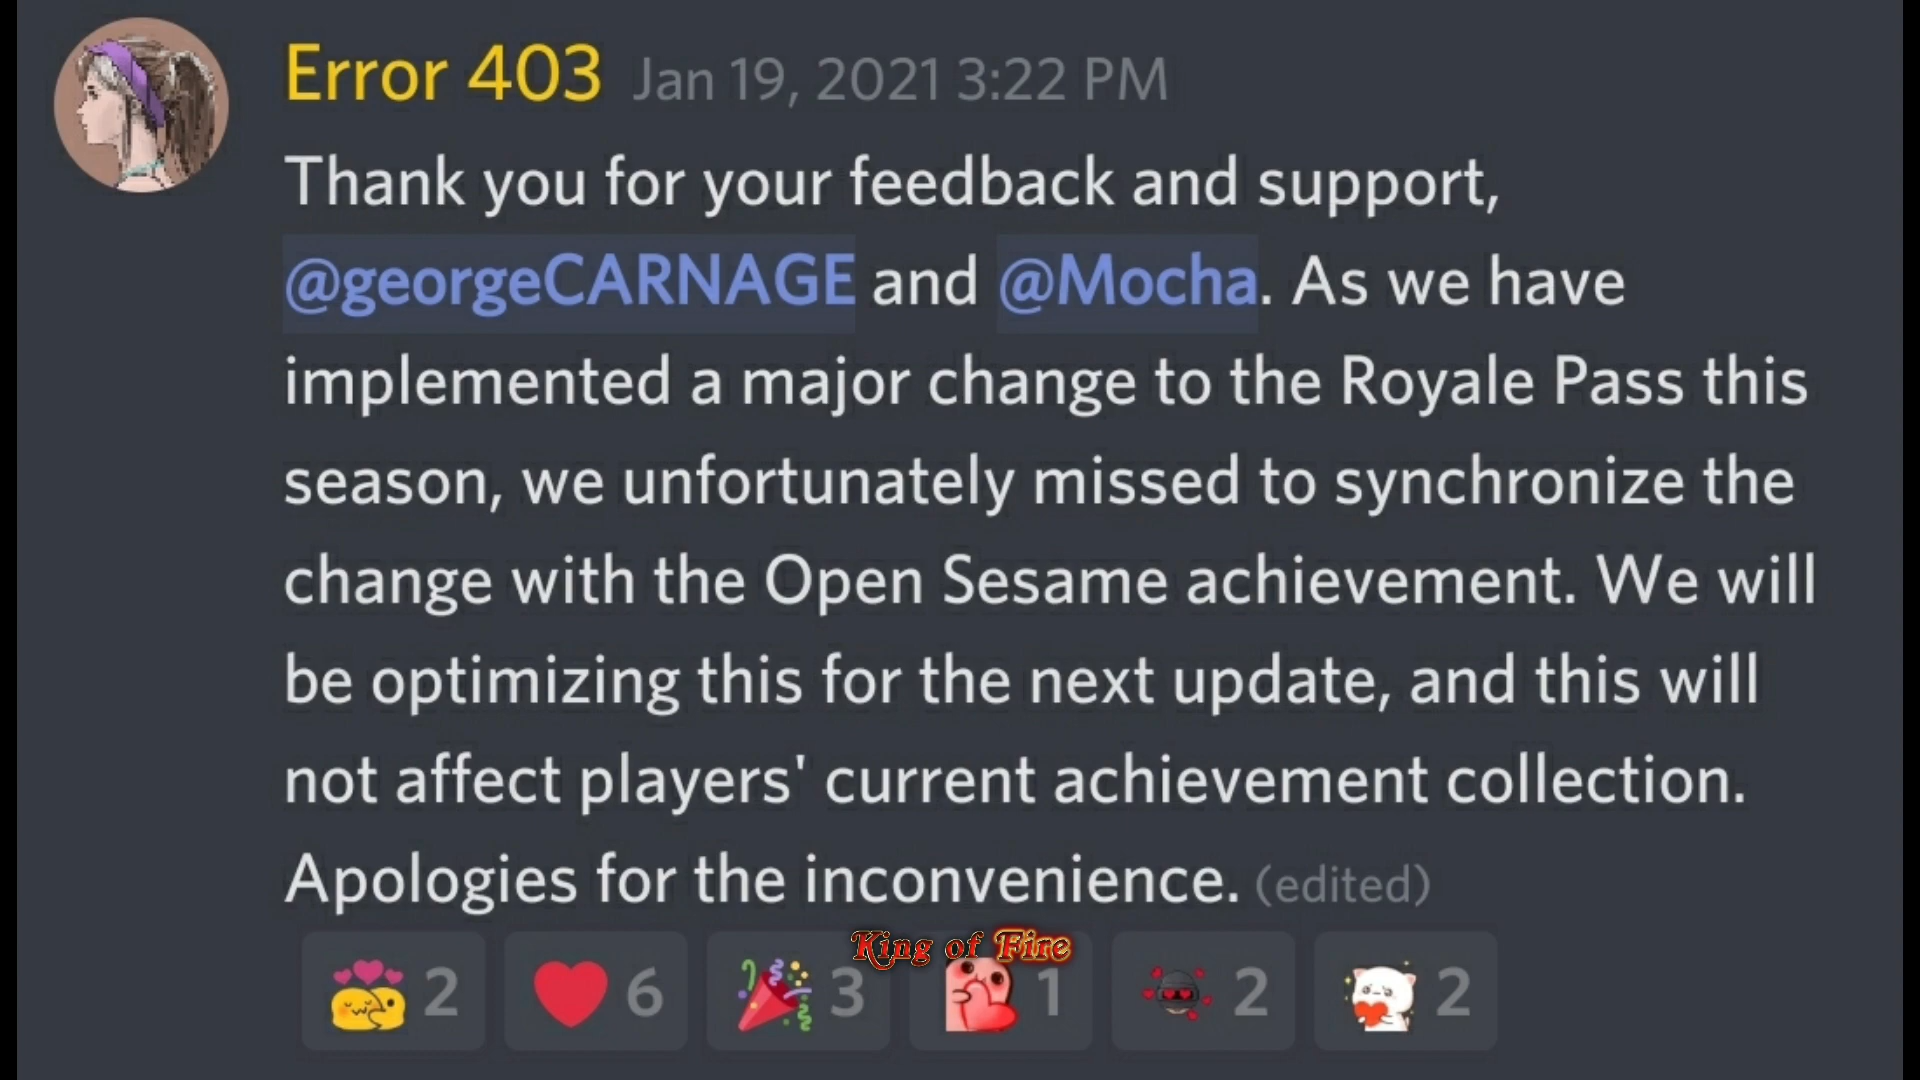 Error 403 Jan 19, 2021 3:22 PM
Thank you for your feedback and support,
@georgeCARNAGE and @Mocha. As we have
implemented a major change to the Royale Pass this
season, we unfortunately missed to synchronize the
change with the Open Sesame achievement. We will
be optimizing this for the next update, and this will
not affect players' current achievement collection.
Apologies for the inconvenience. (edited)
King of Fire
2 6 3 1 2 2